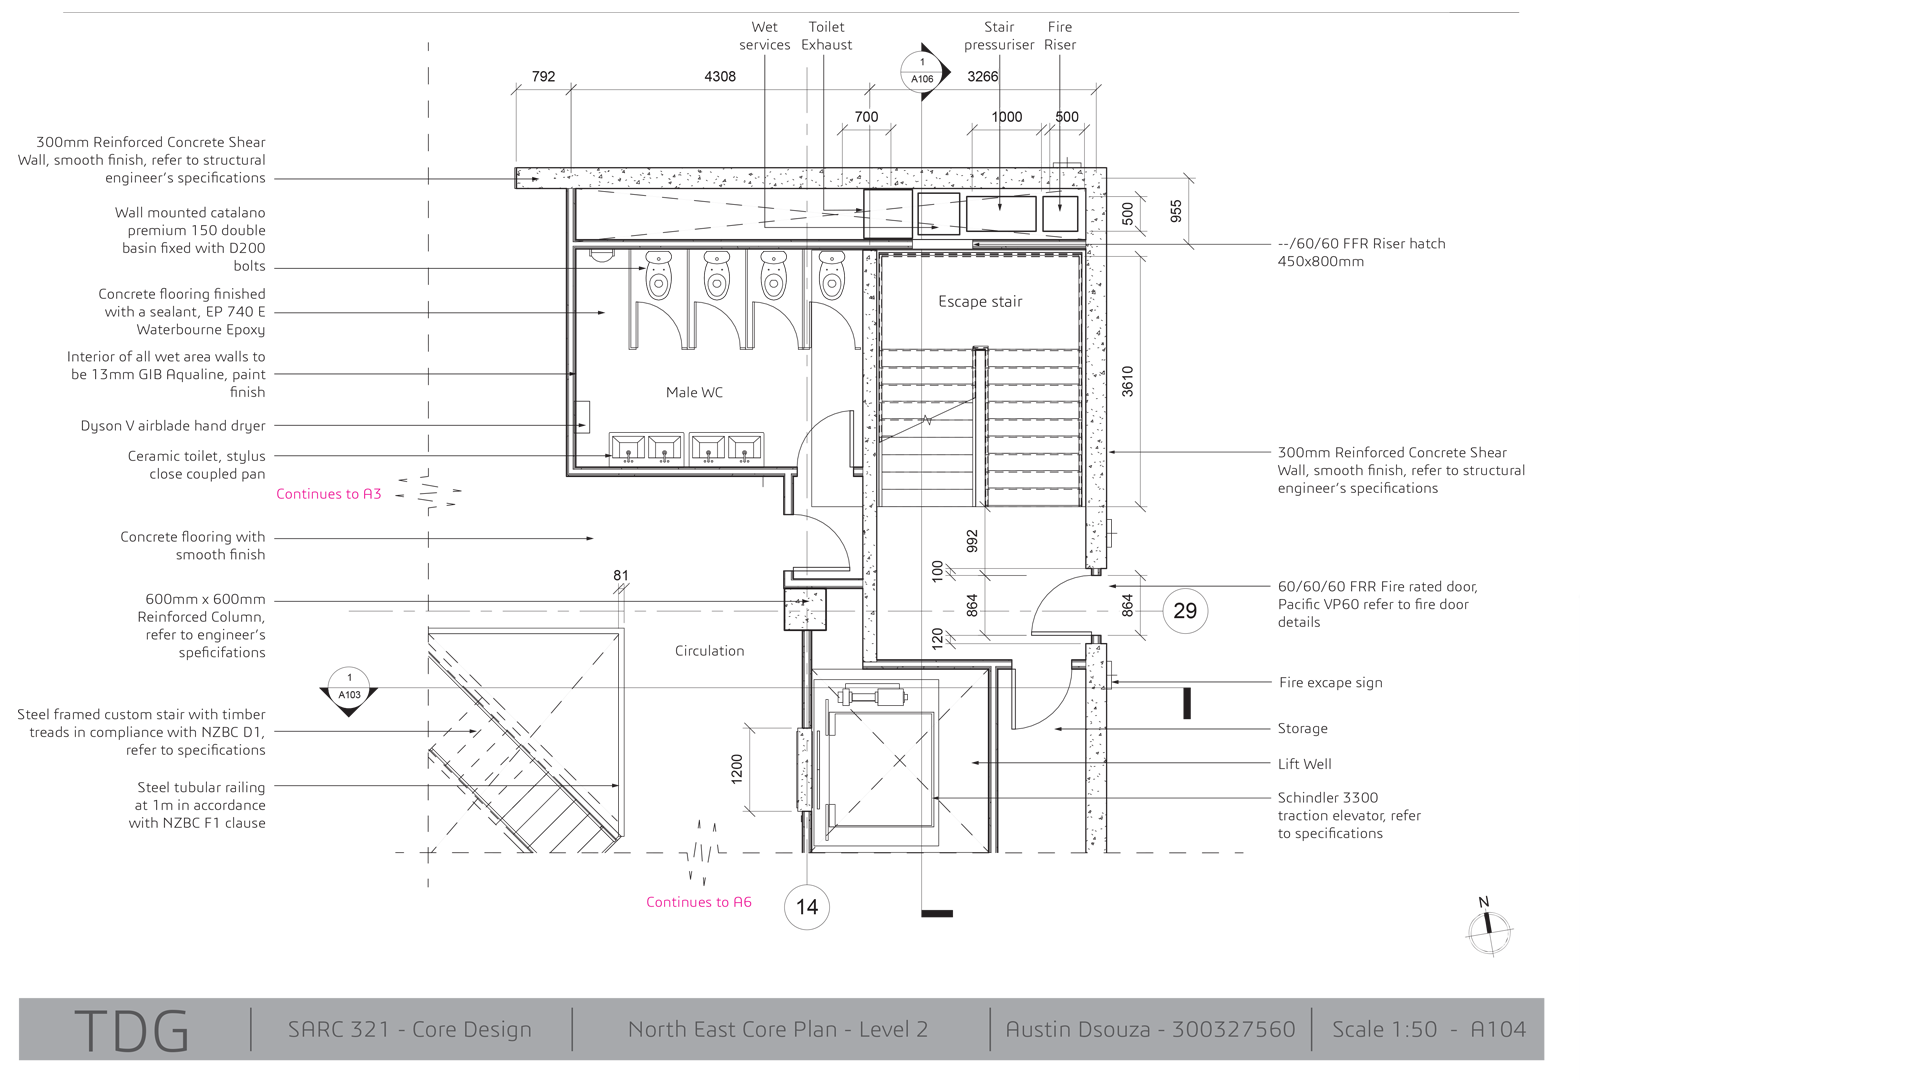 Wet
services
Toilet
Exhaust
Stair
pressuriser
Fire
Riser
1
A106
792
4308
3266
700
1000
500
300mm Reinforced Concrete Shear
Wall, smooth finish, refer to structural
engineer's specifications
Wall mounted catalano
premium 150 double
basin fixed with D200
bolts
Concrete flooring finished
with a sealant, EP 740 E
Waterbourne Epoxy
Interior of all wet area walls to
be 13mm GIB Aqualine, paint
finish
Dyson V airblade hand dryer
Ceramic toilet, stylus
close coupled pan
Continues to A3
Concrete flooring with
smooth finish
600mm x 600mm
Reinforced Column,
refer to engineer's
speficifations
1
A103
Steel framed custom stair with timber
treads in compliance with NZBC D1,
refer to specifications
Steel tubular railing
at 1m in accordance
with NZBC F1 clause
Escape stair
Male WC
Circulation
81
1200
992
100
864
120
500
955
3610
864
29
14
Continues to A6
--/60/60 FFR Riser hatch
450x800mm
300mm Reinforced Concrete Shear
Wall, smooth finish, refer to structural
engineer's specifications
60/60/60 FRR Fire rated door,
Pacific VP60 refer to fire door
details
Fire excape sign
Storage
Lift Well
Schindler 3300
traction elevator, refer
to specifications
N
TDG
SARC 321 - Core Design
North East Core Plan - Level 2
Austin Dsouza - 300327560
Scale 1:50 - A104